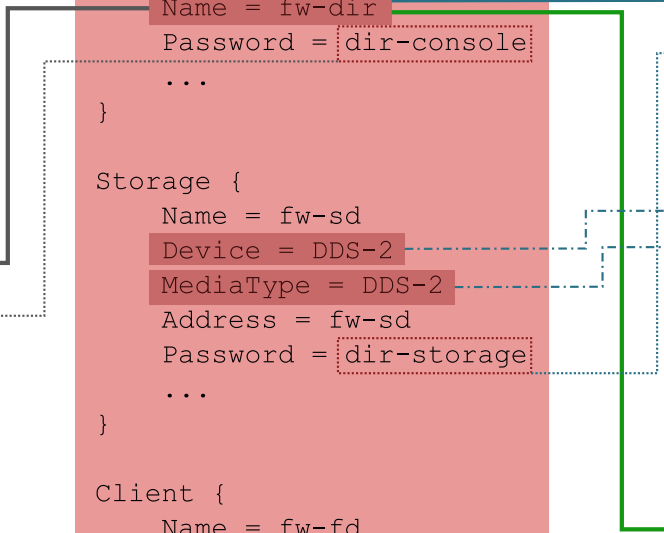 Name = fw-dir
Password = dir-console
...
}
Storage {
Name = fw-sd
Device = DDS-2
MediaType = DDS-2
Address = fw-sd
Password = dir-storage
...
}
Client {
Name = fw-fd